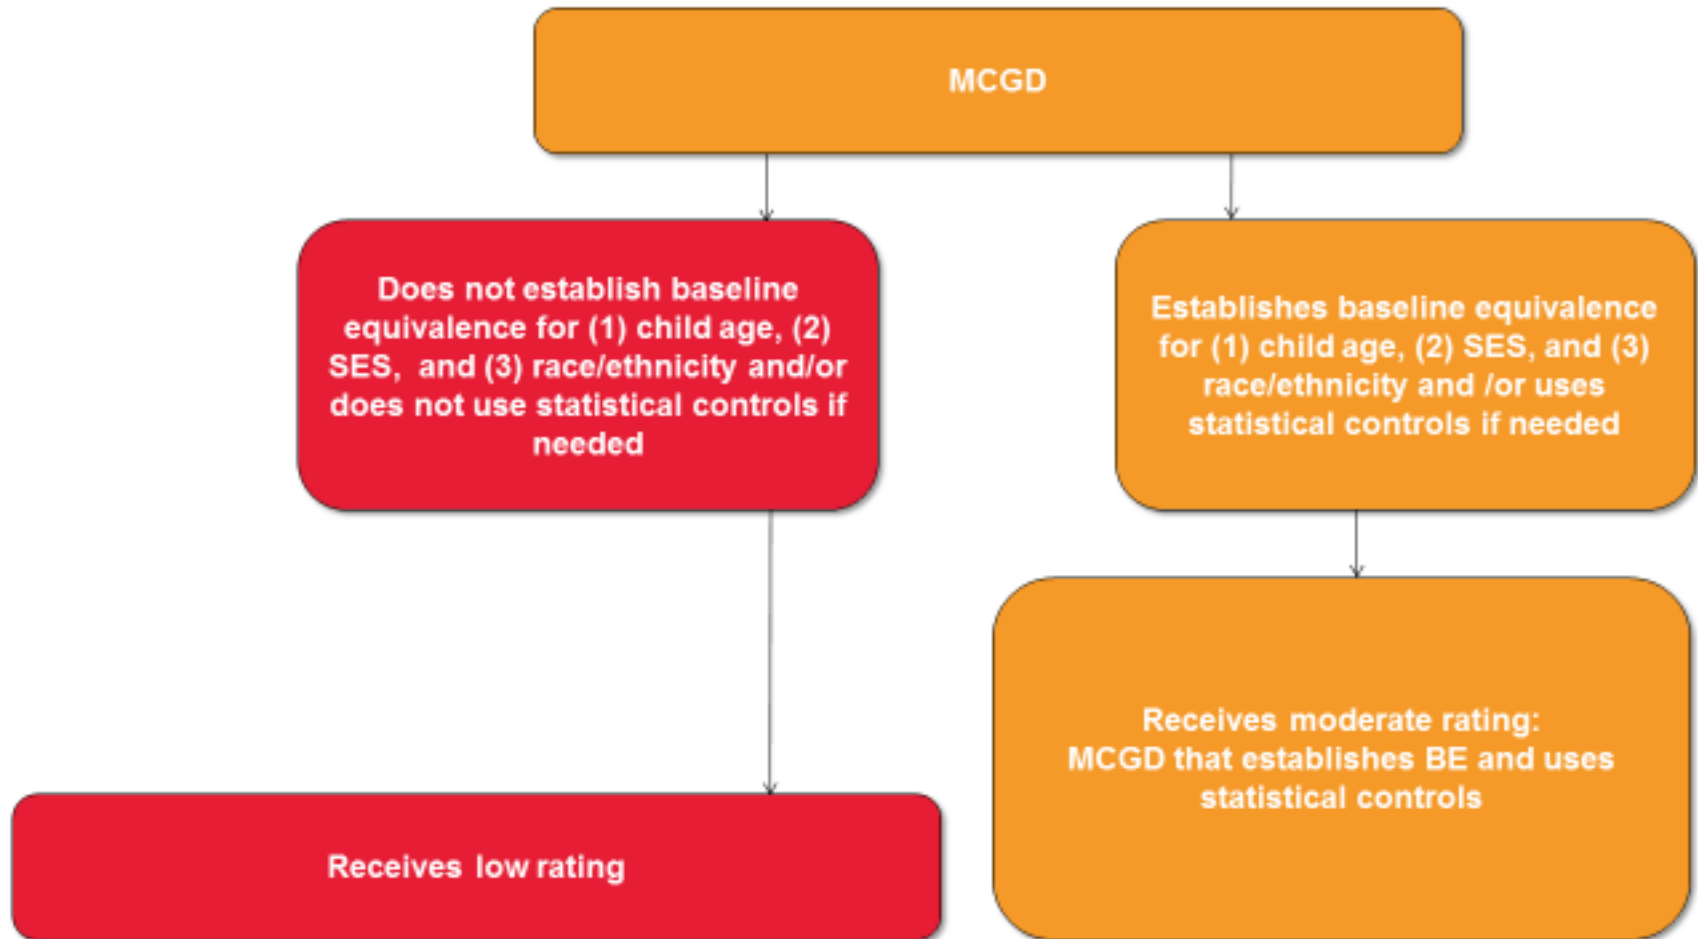 MCGD
Does not establish baseline
equivalence for (1) child age, (2)
SES,  and (3) race/ethnicity and/or
does not use statistical controls if
needed
Establishes baseline equivalence
for (1) child age, (2) SES, and (3)
race/ethnicity and /or uses
statistical controls if needed
Receives moderate rating:
MCGD that establishes BE and uses
statistical controls
Receives low rating